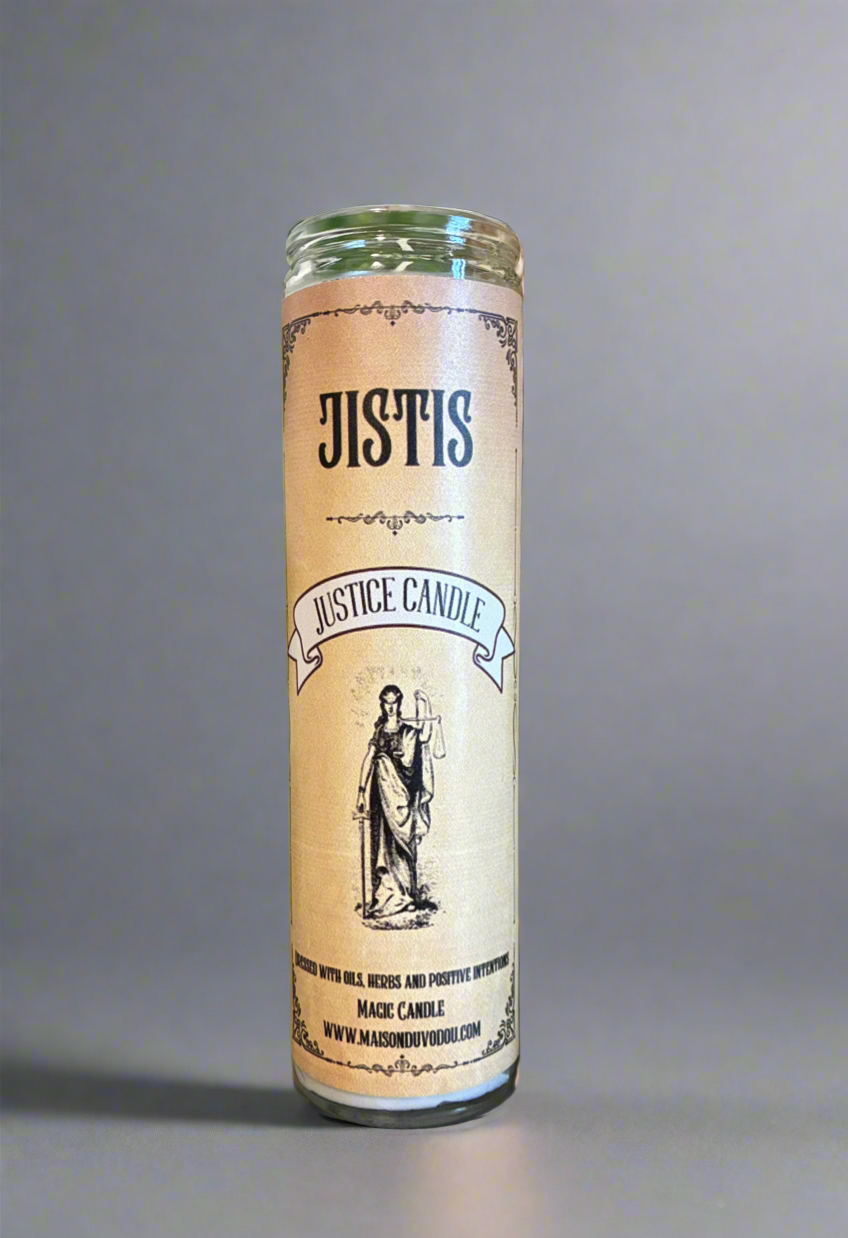 JISTIS
JUSTICE CANDLE
DRESSED WITH OILS, HERBS AND POSITIVE INTENTIONS
MAGIC CANDLE
WWW.MAISONDUVODOU.COM